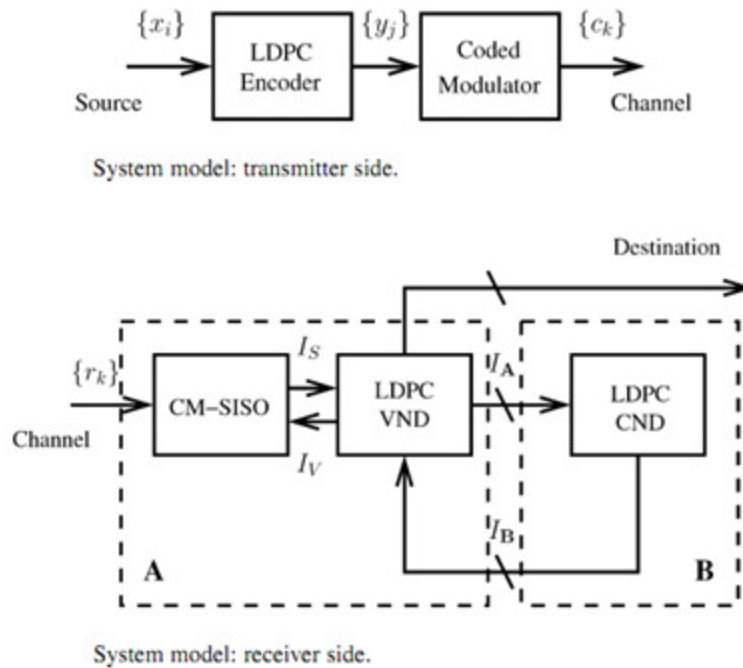 {x_i}
{y_j}
{c_k}
LDPC
Encoder
Coded
Modulator
Source
Channel
System model: transmitter side.
Destination
{r_k}
I_S
I_A
CM−SISO
LDPC
VND
LDPC
CND
Channel
I_V
I_B
A
B
System model: receiver side.